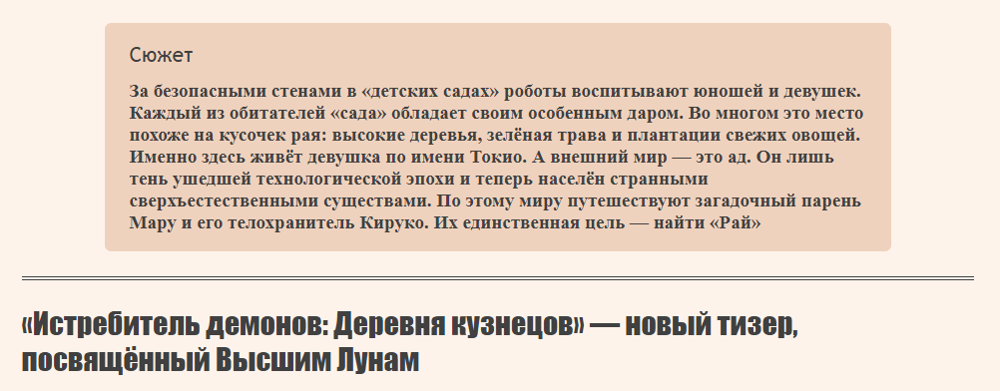 Сюжет
За безопасными стенами в «детских садах» роботы воспитывают юношей и девушек.
Каждый из обитателей «сада» обладает своим особенным даром. Во многом это место
похоже на кусочек рая: высокие деревья, зелёная трава и плантации свежих овощей.
Именно здесь живёт девушка по имени Токио. А внешний мир — это ад. Он лишь
тень ушедшей технологической эпохи и теперь населён странными
сверхъестественными существами. По этому миру путешествуют загадочный парень
Мару и его телохранитель Кируко. Их единственная цель — найти «Рай»
«Истребитель демонов: Деревня кузнецов» — новый тизер,
посвящённый Высшим Лунам